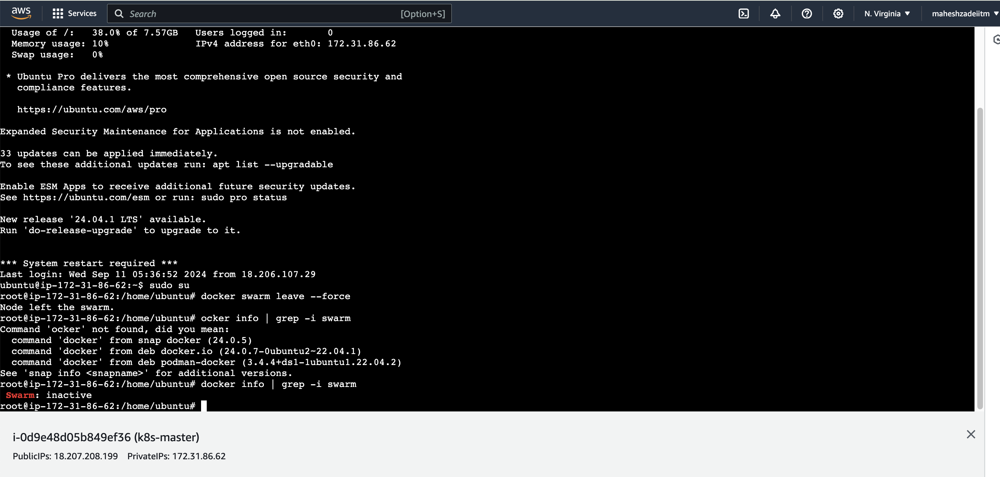 aws Services Search [Option+S] N. Virginia ▼ maheshzadeiitm ▼
Usage of /: 38.0% of 7.57GB Users logged in: 0
Memory usage: 10% IPv4 address for eth0: 172.31.86.62
Swap usage: 0%
* Ubuntu Pro delivers the most comprehensive open source security and
compliance features.
https://ubuntu.com/aws/pro
Expanded Security Maintenance for Applications is not enabled.
33 updates can be applied immediately.
To see these additional updates run: apt list --upgradable
Enable ESM Apps to receive additional future security updates.
See https://ubuntu.com/esm or run: sudo pro status
New release '24.04.1 LTS' available.
Run 'do-release-upgrade' to upgrade to it.
*** System restart required ***
Last login: Wed Sep 11 05:36:52 2024 from 18.206.107.29
ubuntu@ip-172-31-86-62:~$ sudo su
root@ip-172-31-86-62:/home/ubuntu# docker swarm leave --force
Node left the swarm.
root@ip-172-31-86-62:/home/ubuntu# ocker info | grep -i swarm
Command 'ocker' not found, did you mean:
command 'docker' from snap docker (24.0.5)
command 'docker' from deb docker.io (24.0.7-0ubuntu2~22.04.1)
command 'docker' from deb podman-docker (3.4.4+ds1-1ubuntu1.22.04.2)
See 'snap info <snapname>' for additional versions.
root@ip-172-31-86-62:/home/ubuntu# docker info | grep -i swarm
Swarm: inactive
root@ip-172-31-86-62:/home/ubuntu#
i-0d9e48d05b849ef36 (k8s-master)
PublicIPs: 18.207.208.199 PrivateIPs: 172.31.86.62